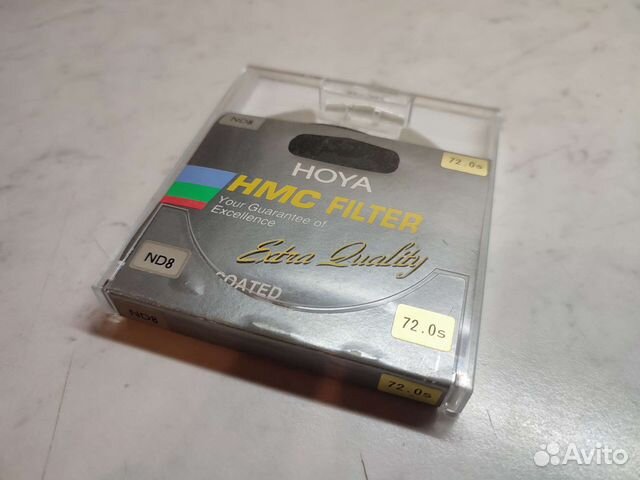 ND8
72.0s
HOYA
HMC FILTER
Your Guarantee of
Excellence
Extra Quality
ND8
COATED
72.0s
ND8
72.0s
Avito